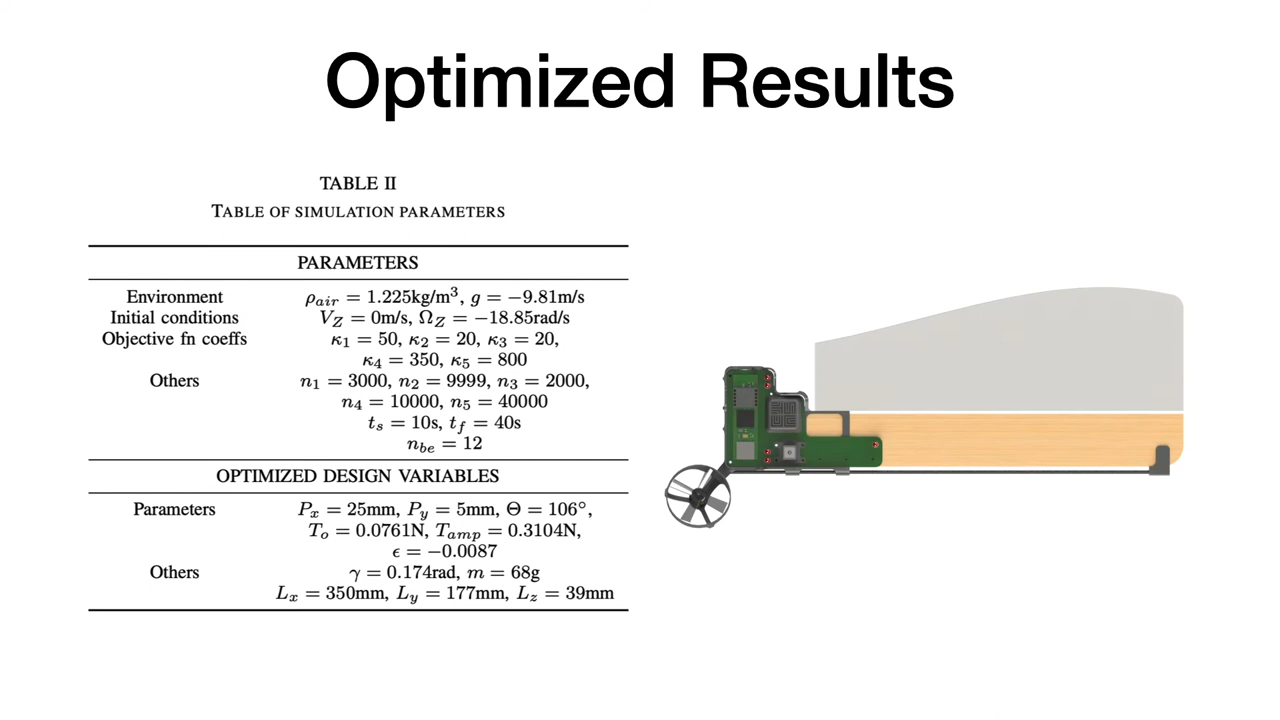 Optimized Results
TABLE II
TABLE OF SIMULATION PARAMETERS
PARAMETERS
Environment ρ_air = 1.225kg/m³, g = −9.81m/s
Initial conditions V_Z = 0m/s, Ω_Z = −18.85rad/s
Objective fn coeffs κ₁ = 50, κ₂ = 20, κ₃ = 20,
κ₄ = 350, κ₅ = 800
Others n₁ = 3000, n₂ = 9999, n₃ = 2000,
n₄ = 10000, n₅ = 40000
t_s = 10s, t_f = 40s
n_be = 12
OPTIMIZED DESIGN VARIABLES
Parameters P_x = 25mm, P_y = 5mm, Θ = 106°,
T_o = 0.0761N, T_amp = 0.3104N,
ϵ = −0.0087
Others γ = 0.174rad, m = 68g
L_x = 350mm, L_y = 177mm, L_z = 39mm